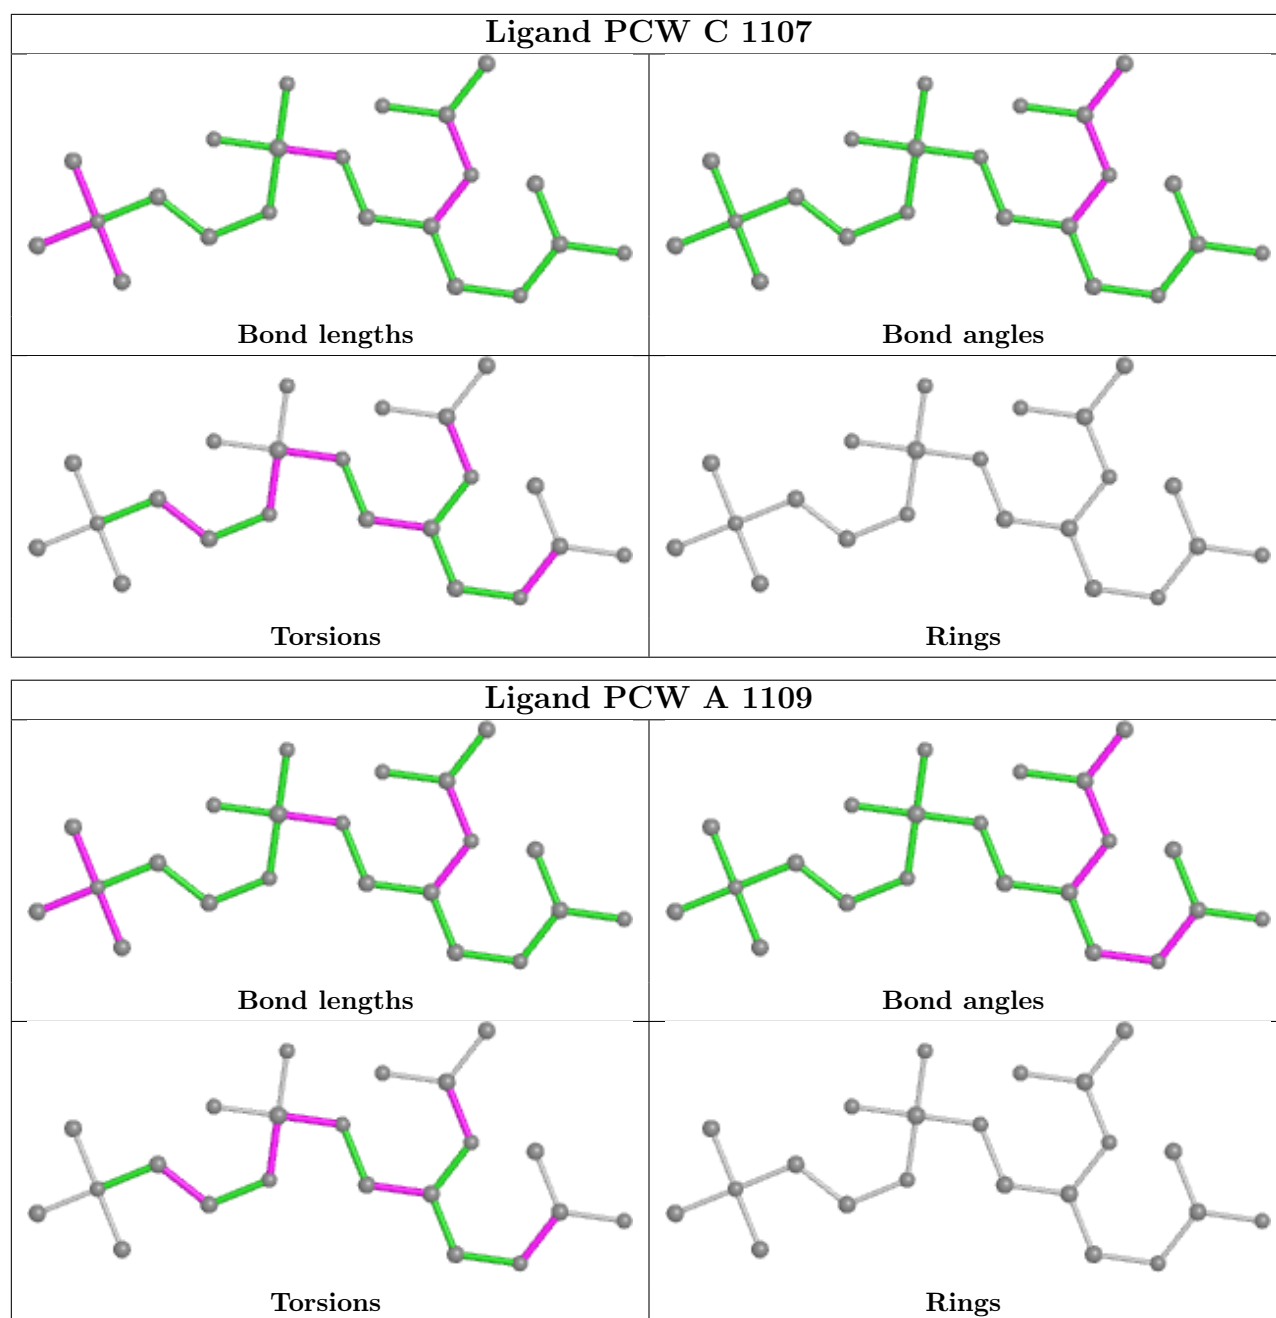 Ligand PCW C 1107
Bond lengths
Bond angles
Torsions
Rings
Ligand PCW A 1109
Bond lengths
Bond angles
Torsions
Rings